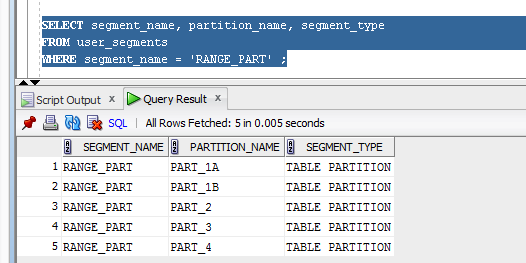 SELECT segment_name, partition_name, segment_type
FROM user_segments
WHERE segment_name = 'RANGE_PART' ;
Script Output x Query Result x
SQL | All Rows Fetched: 5 in 0.005 seconds
SEGMENT_NAME PARTITION_NAME SEGMENT_TYPE
1 RANGE_PART PART_1A TABLE PARTITION
2 RANGE_PART PART_1B TABLE PARTITION
3 RANGE_PART PART_2 TABLE PARTITION
4 RANGE_PART PART_3 TABLE PARTITION
5 RANGE_PART PART_4 TABLE PARTITION